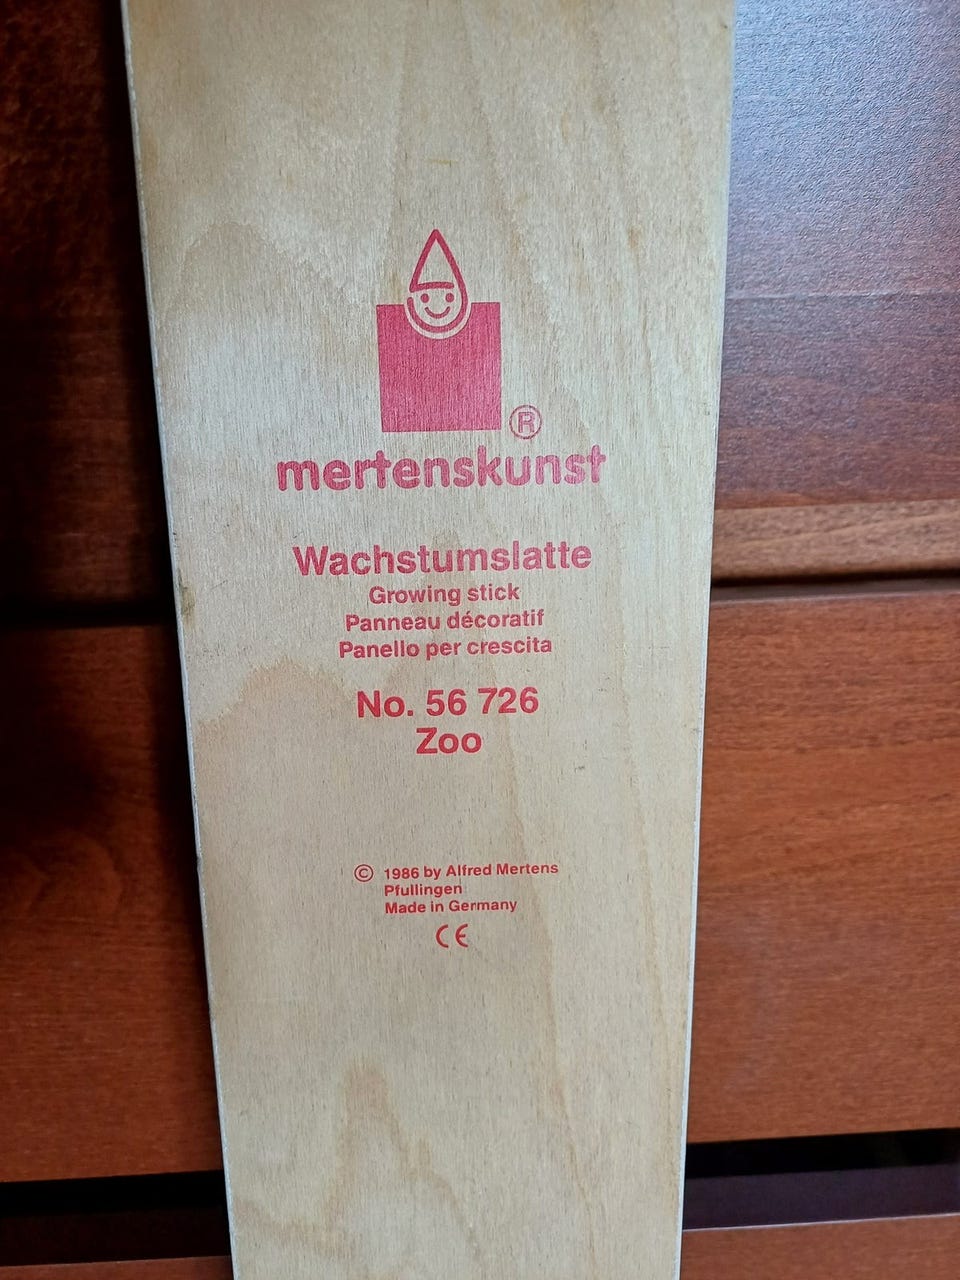 ®
mertenskunst
Wachstumslatte
Growing stick
Panneau décoratif
Panello per crescita
No. 56 726
Zoo
© 1986 by Alfred Mertens
Pfullingen
Made in Germany
CE